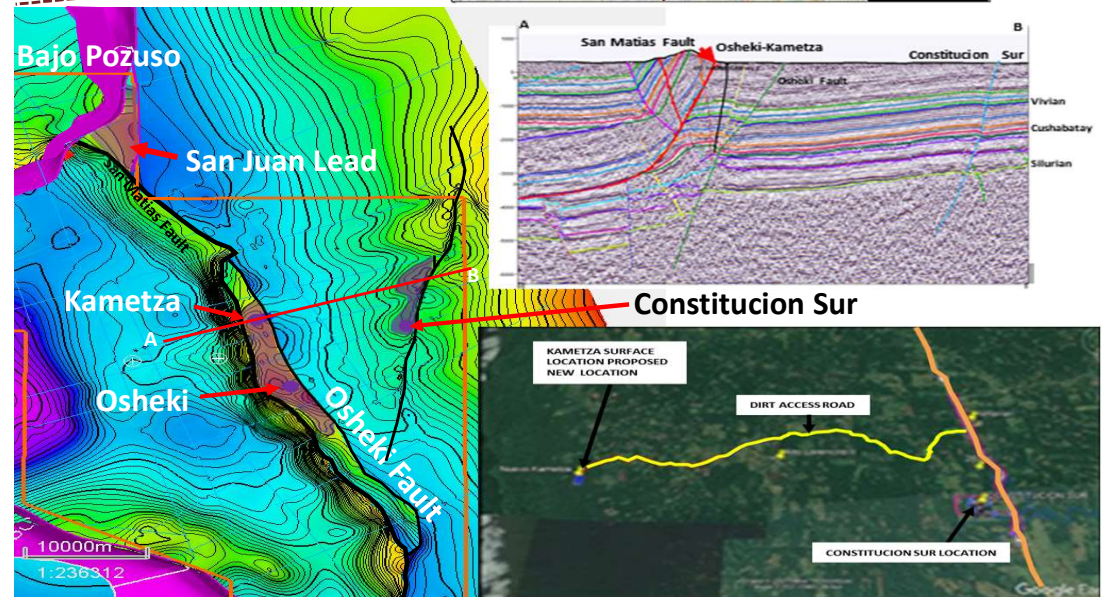 Bajo Pozuso
San Juan Lead
San Matias Fault
Kametza
A
B
Osheki
Osheki Fault
Constitucion Sur
10000m
1:236312
A
B
San Matias Fault
Osheki-Kametza
Constitucion Sur
Osheki Fault
Vivian
Cushabatay
Silurian
KAMETZA SURFACE
LOCATION PROPOSED
NEW LOCATION
DIRT ACCESS ROAD
CONSTITUCION SUR LOCATION